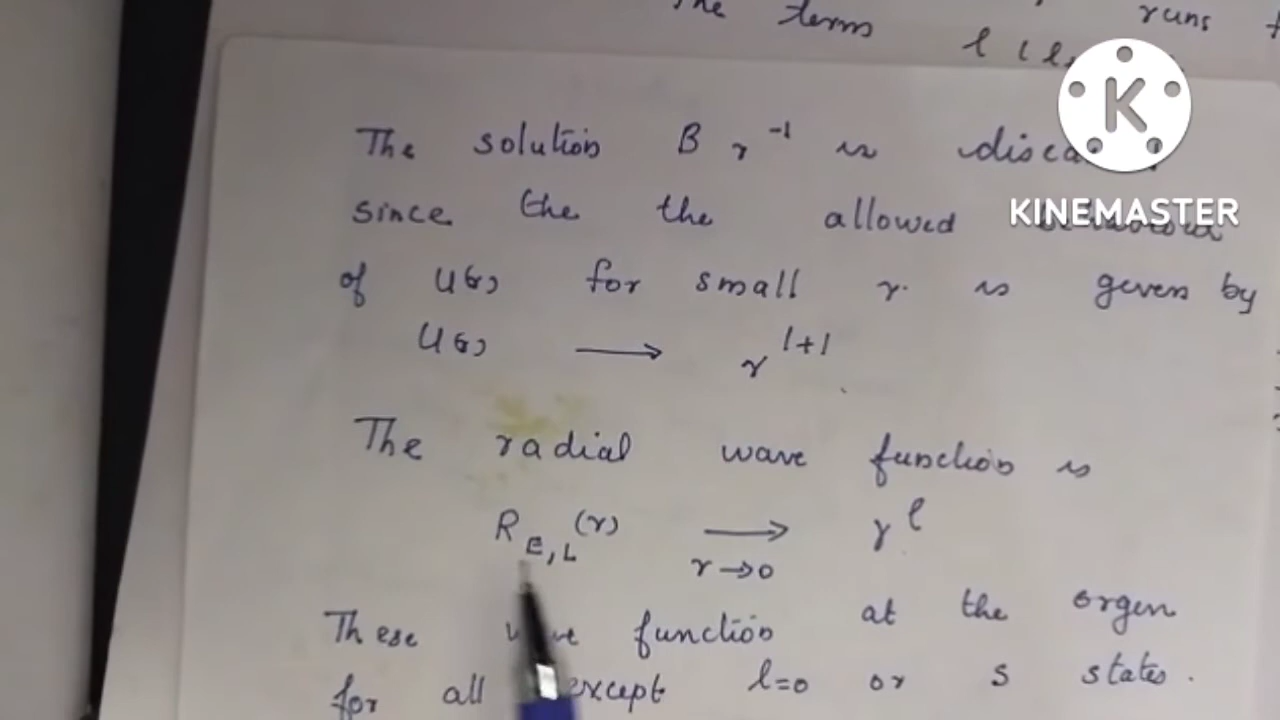 The terms runs
l
The solution B r⁻¹ is
since the the allowed
of U(r) for small r is given by
U(r) ⟶ r^{l+1}
The radial wave function is
R_{E,L}(r) ⟶_{r→0} r^l
These function at the orgen
for all except l=0 or s states.
K
KINEMASTER